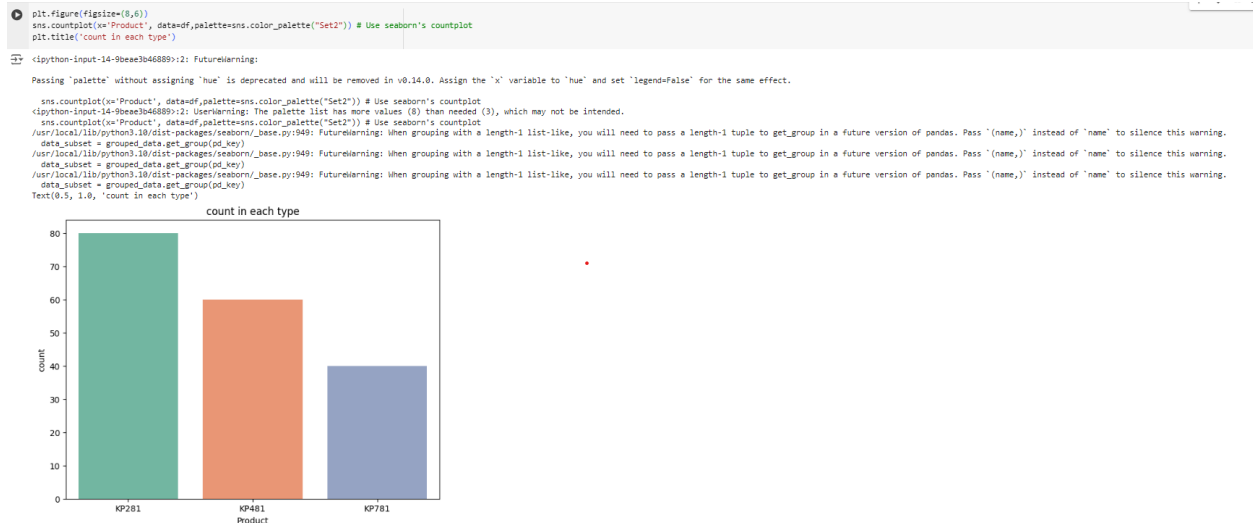 plt.figure(figsize=(8,6))
sns.countplot(x='Product', data=df,palette=sns.color_palette("Set2")) # Use seaborn's countplot
plt.title('count in each type')
<ipython-input-14-9beae3b46889>:2: FutureWarning:
Passing `palette` without assigning `hue` is deprecated and will be removed in v0.14.0. Assign the `x` variable to `hue` and set `legend=False` for the same effect.
sns.countplot(x='Product', data=df,palette=sns.color_palette("Set2")) # Use seaborn's countplot
<ipython-input-14-9beae3b46889>:2: UserWarning: The palette list has more values (8) than needed (3), which may not be intended.
sns.countplot(x='Product', data=df,palette=sns.color_palette("Set2")) # Use seaborn's countplot
/usr/local/lib/python3.10/dist-packages/seaborn/_base.py:949: FutureWarning: When grouping with a length-1 list-like, you will need to pass a length-1 tuple to get_group in a future version of pandas. Pass `(name,)` instead of `name` to silence this warning.
data_subset = grouped_data.get_group(pd_key)
/usr/local/lib/python3.10/dist-packages/seaborn/_base.py:949: FutureWarning: When grouping with a length-1 list-like, you will need to pass a length-1 tuple to get_group in a future version of pandas. Pass `(name,)` instead of `name` to silence this warning.
data_subset = grouped_data.get_group(pd_key)
/usr/local/lib/python3.10/dist-packages/seaborn/_base.py:949: FutureWarning: When grouping with a length-1 list-like, you will need to pass a length-1 tuple to get_group in a future version of pandas. Pass `(name,)` instead of `name` to silence this warning.
data_subset = grouped_data.get_group(pd_key)
Text(0.5, 1.0, 'count in each type')
count in each type
80
70
60
50
40
30
20
10
0
count
KP281 KP481 KP781
Product